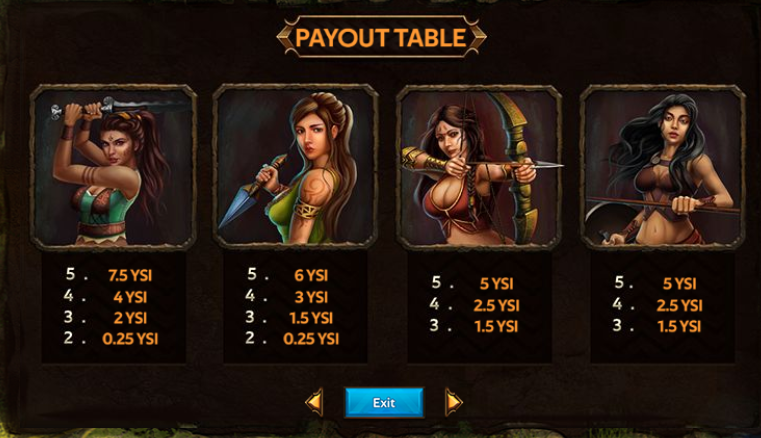 PAYOUT TABLE
5 . 7.5 YSI
4 . 4 YSI
3 . 2 YSI
2 . 0.25 YSI
5 . 6 YSI
4 . 3 YSI
3 . 1.5 YSI
2 . 0.25 YSI
5 . 5 YSI
4 . 2.5 YSI
3 . 1.5 YSI
5 . 5 YSI
4 . 2.5 YSI
3 . 1.5 YSI
Exit